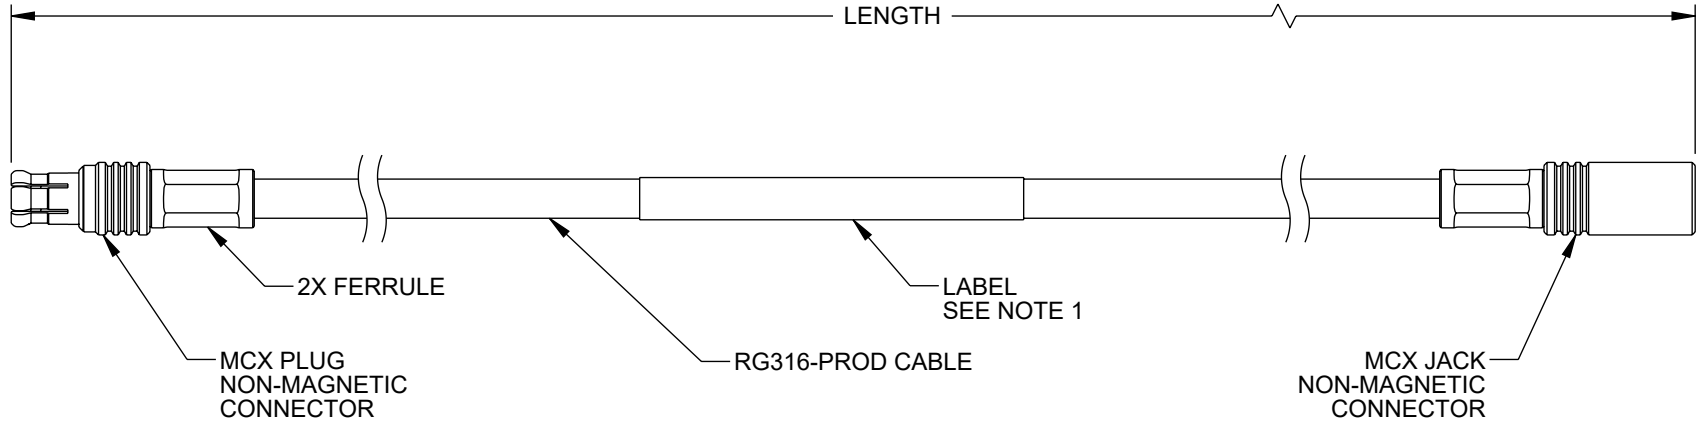 LENGTH
2X FERRULE
LABEL
SEE NOTE 1
MCX PLUG
NON-MAGNETIC
CONNECTOR
RG316-PROD CABLE
MCX JACK
NON-MAGNETIC
CONNECTOR